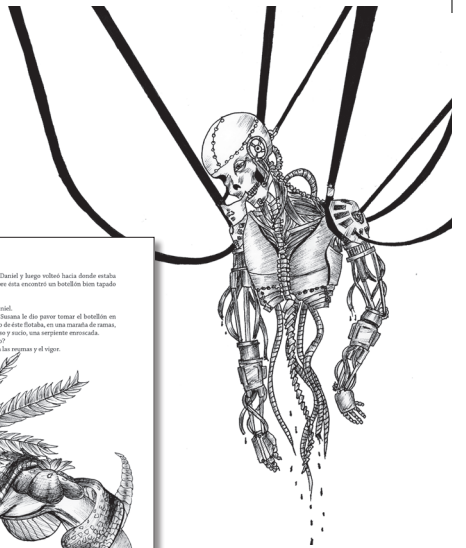 Daniel y luego volteó hacia donde estaba
re ésta encontró un botellón bien tapado
niel.
Susana le dio pavor tomar el botellón en
o de éste flotaba, en una maraña de ramas,
so y sucio, una serpiente enroscada.
o?
las reumas y el vigor.